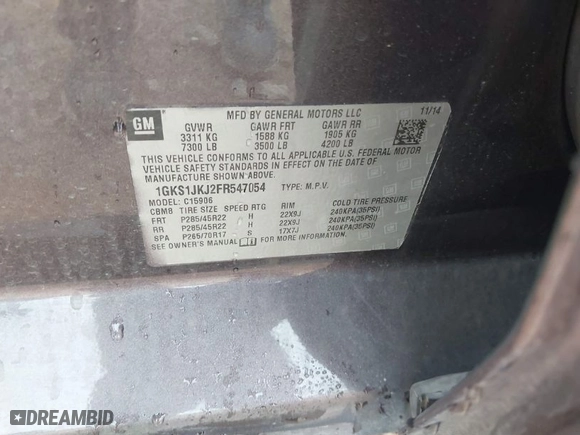 GM
MFD BY GENERAL MOTORS LLC
11/14
GVWR GAWR FRT GAWR RR
3311 KG 1588 KG 1905 KG
7300 LB 3500 LB 4200 LB
THIS VEHICLE CONFORMS TO ALL APPLICABLE U.S. FEDERAL MOTOR
VEHICLE SAFETY STANDARDS IN EFFECT ON THE DATE OF
MANUFACTURE SHOWN ABOVE.
1GKS1JKJ2FR547054 TYPE: M.P.V.
MODEL: C15906
CBMB TIRE SIZE SPEED RTG RIM COLD TIRE PRESSURE
FRT P285/45R22 H 22X9J 240KPA(35PSI)
RR P285/45R22 H 22X9J 240KPA(35PSI)
SPA P265/70R17 S 17X7J 240KPA(35PSI)
SEE OWNER'S MANUAL FOR MORE INFORMATION.
DREAMBID